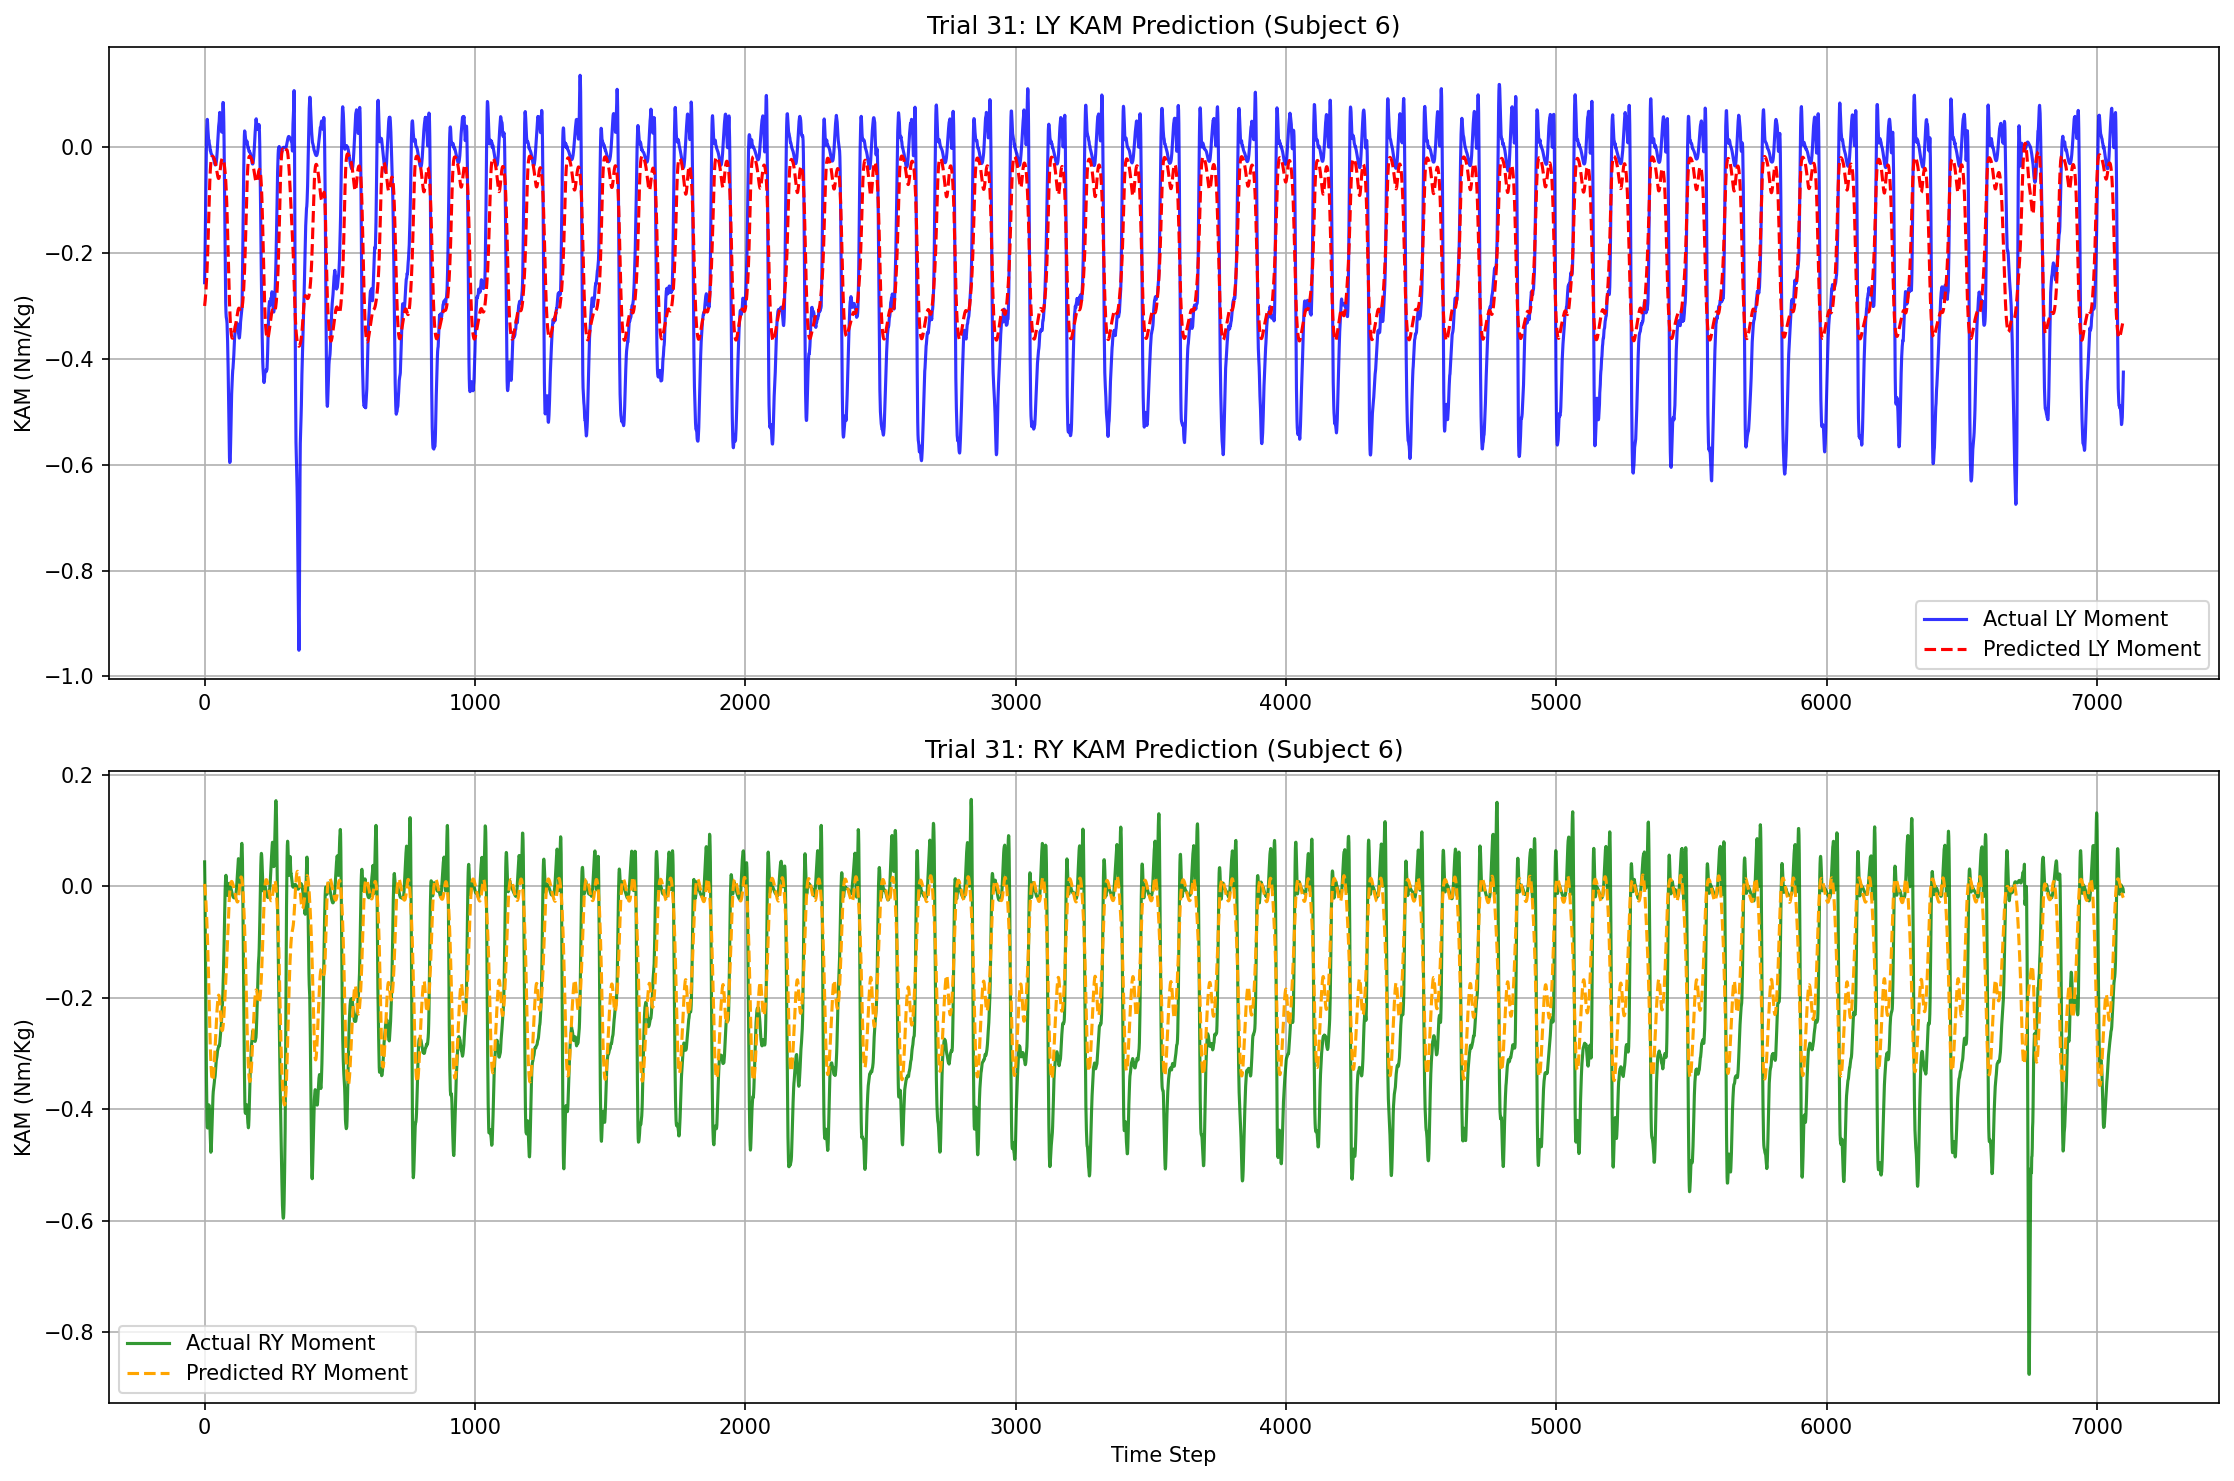 Trial 31: LY KAM Prediction (Subject 6)
KAM (Nm/Kg)
0.0
−0.2
−0.4
−0.6
−0.8
−1.0
Actual LY Moment
Predicted LY Moment
0 1000 2000 3000 4000 5000 6000 7000
Trial 31: RY KAM Prediction (Subject 6)
KAM (Nm/Kg)
0.2
0.0
−0.2
−0.4
−0.6
−0.8
Actual RY Moment
Predicted RY Moment
0 1000 2000 3000 4000 5000 6000 7000
Time Step